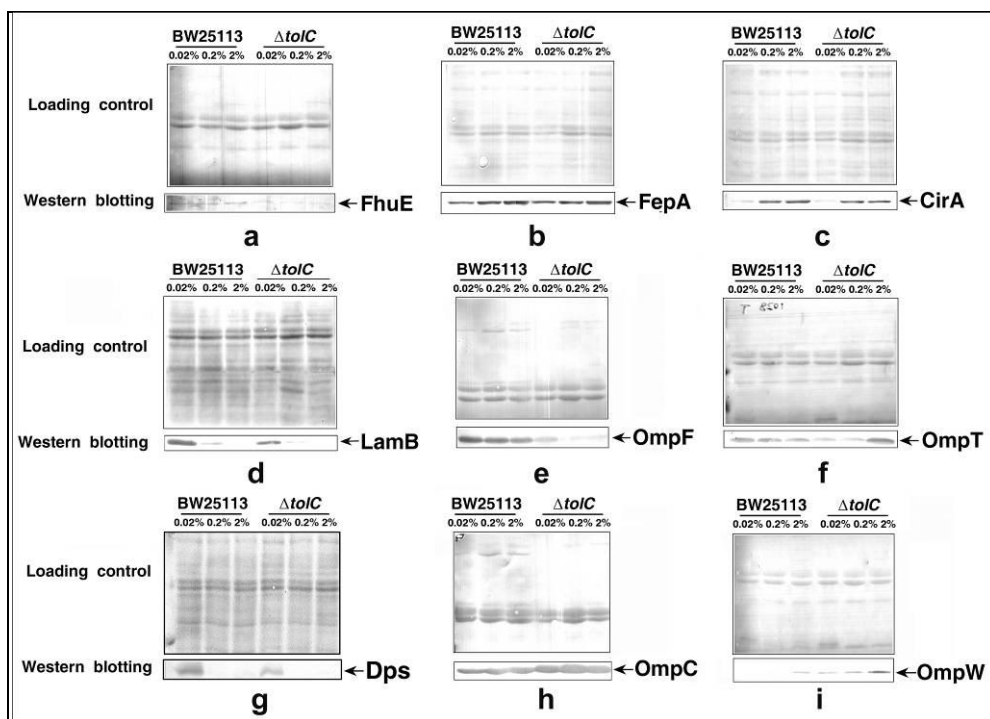 BW25113 ΔtolC
0.02% 0.2% 2% 0.02% 0.2% 2%
BW25113 ΔtolC
0.02% 0.2% 2% 0.02% 0.2% 2%
BW25113 ΔtolC
0.02% 0.2% 2% 0.02% 0.2% 2%
Loading control
Western blotting
FhuE
FepA
CirA
a
b
c
BW25113 ΔtolC
0.02% 0.2% 2% 0.02% 0.2% 2%
BW25113 ΔtolC
0.02% 0.2% 2% 0.02% 0.2% 2%
BW25113 ΔtolC
0.02% 0.2% 2% 0.02% 0.2% 2%
Loading control
Western blotting
LamB
OmpF
OmpT
d
e
f
BW25113 ΔtolC
0.02% 0.2% 2% 0.02% 0.2% 2%
BW25113 ΔtolC
0.02% 0.2% 2% 0.02% 0.2% 2%
BW25113 ΔtolC
0.02% 0.2% 2% 0.02% 0.2% 2%
Loading control
Western blotting
Dps
OmpC
OmpW
g
h
i